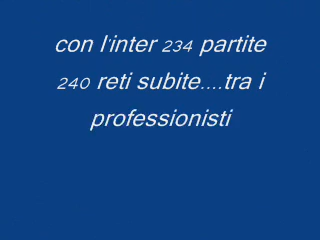 con l'inter 234 partite
240 reti subite....tra i
professionisti